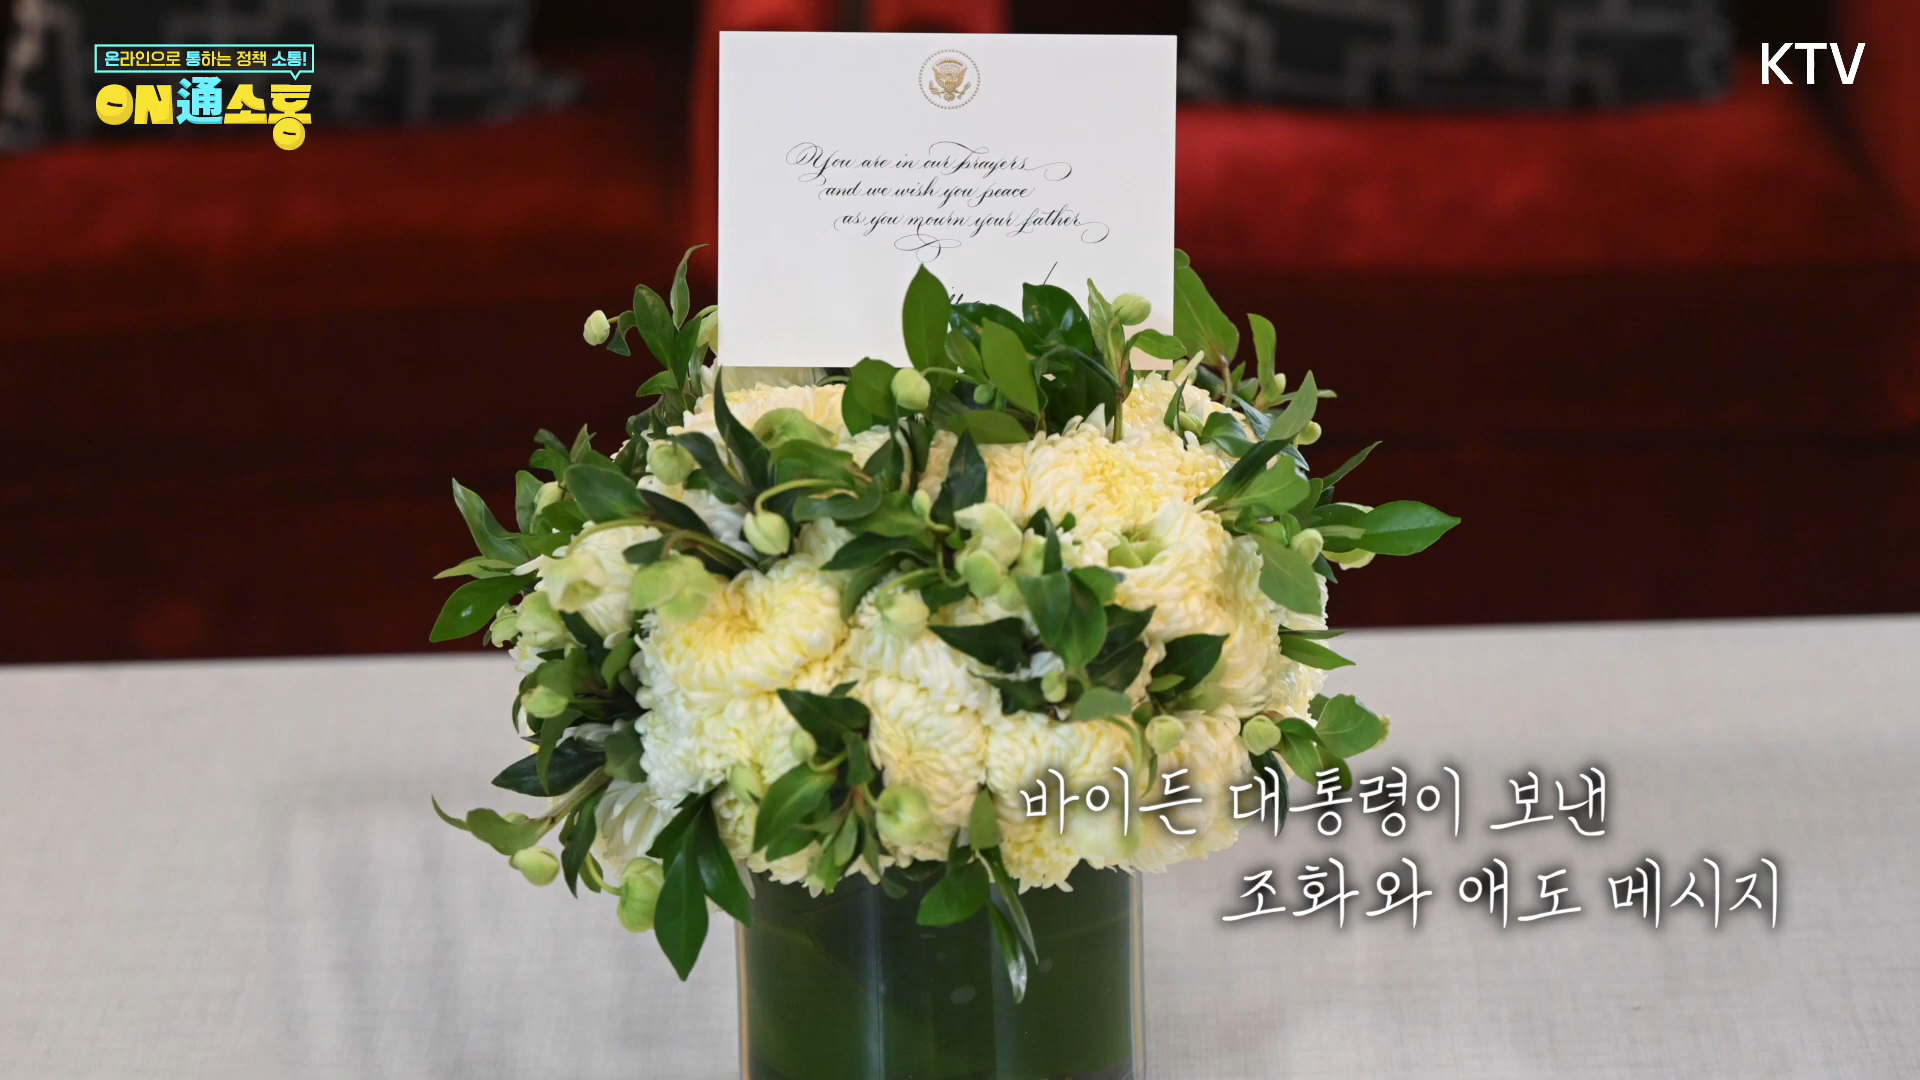 온라인으로 통하는 정책 소통!
ON通소통
KTV
You are in our prayers
and we wish you peace
as you mourn your father
바이든 대통령이 보낸
조화와 애도 메시지